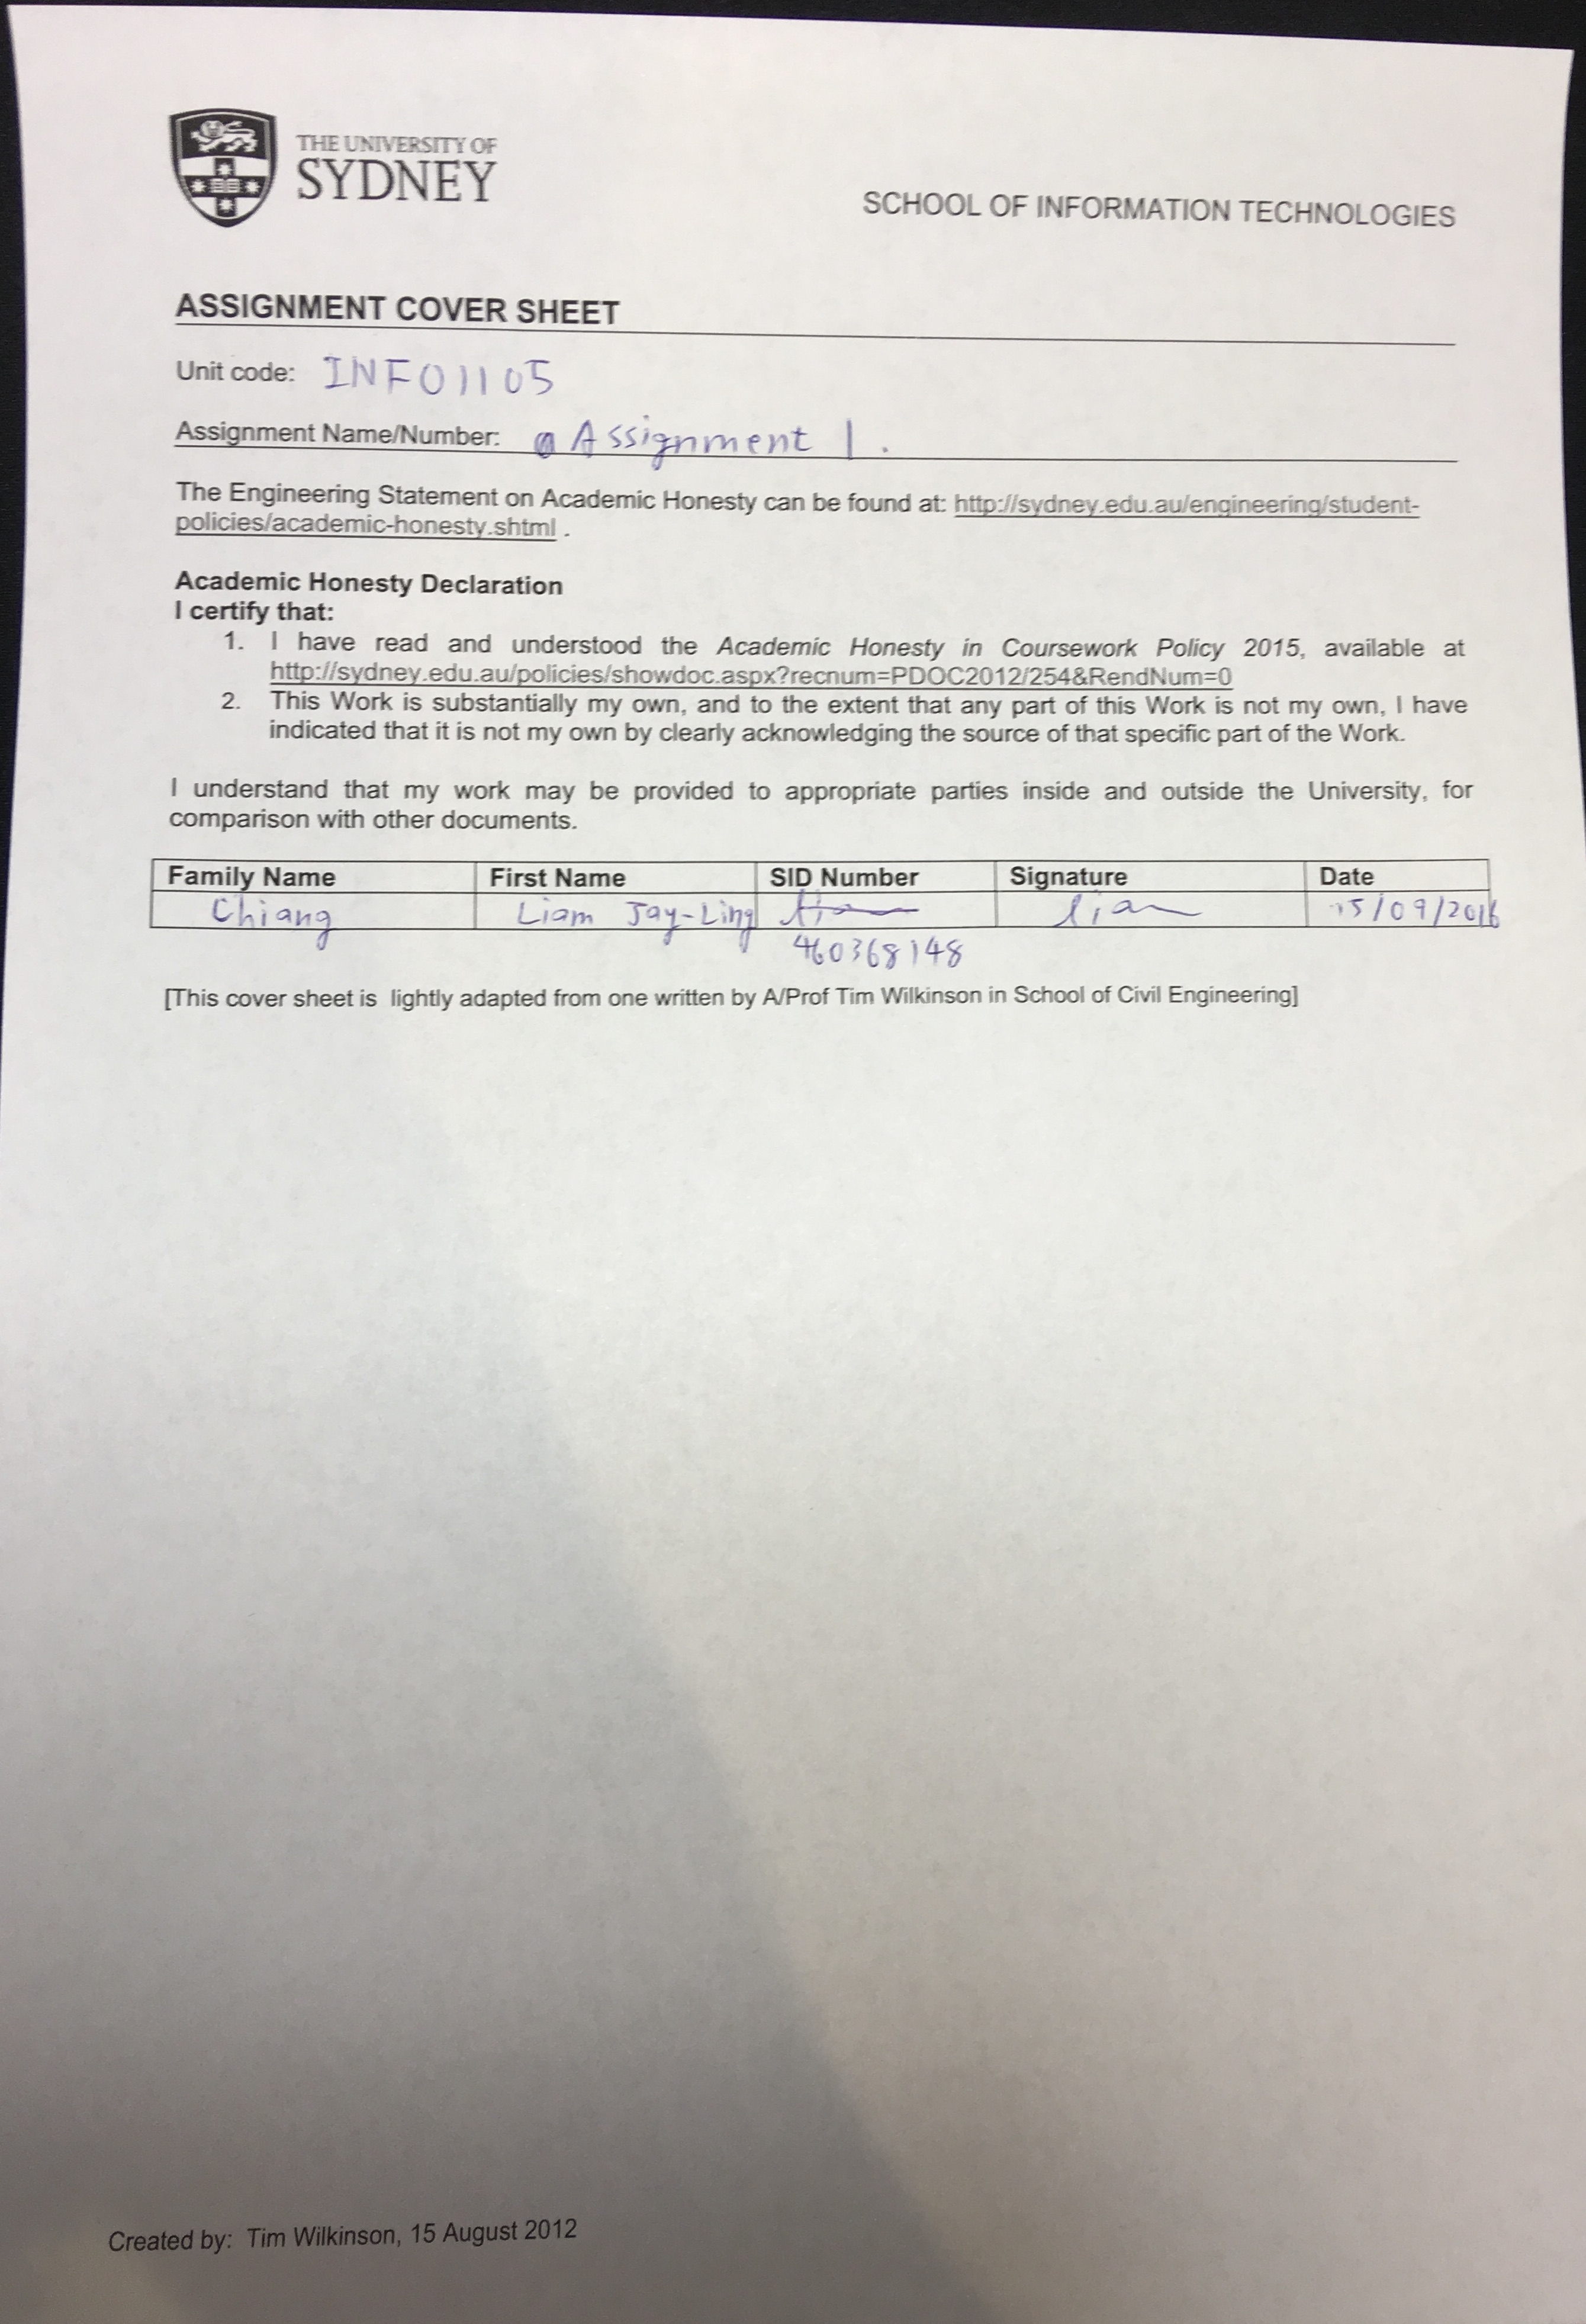 THE UNIVERSITY OF
SYDNEY
SCHOOL OF INFORMATION TECHNOLOGIES
ASSIGNMENT COVER SHEET
Unit code: INFO1105
Assignment Name/Number: Assignment 1.
The Engineering Statement on Academic Honesty can be found at: http://sydney.edu.au/engineering/student-
policies/academic-honesty.shtml .
Academic Honesty Declaration
I certify that:
1. I have read and understood the Academic Honesty in Coursework Policy 2015, available at
http://sydney.edu.au/policies/showdoc.aspx?recnum=PDOC2012/254&RendNum=0
2. This Work is substantially my own, and to the extent that any part of this Work is not my own, I have
indicated that it is not my own by clearly acknowledging the source of that specific part of the Work.
I understand that my work may be provided to appropriate parties inside and outside the University, for
comparison with other documents.
Family Name First Name SID Number Signature Date
Chiang Liam Jay-Ling 15/09/2016
460368148
[This cover sheet is lightly adapted from one written by A/Prof Tim Wilkinson in School of Civil Engineering]
Created by: Tim Wilkinson, 15 August 2012